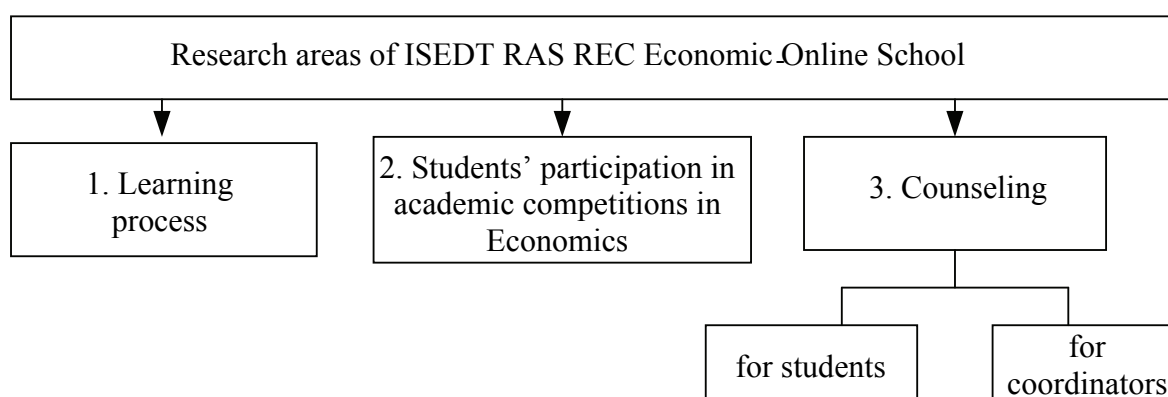 Research areas of ISEDT RAS REC Economic-Online School
1. Learning
process
2. Students’ participation in
academic competitions in
Economics
3. Counseling
for students
for
coordinators